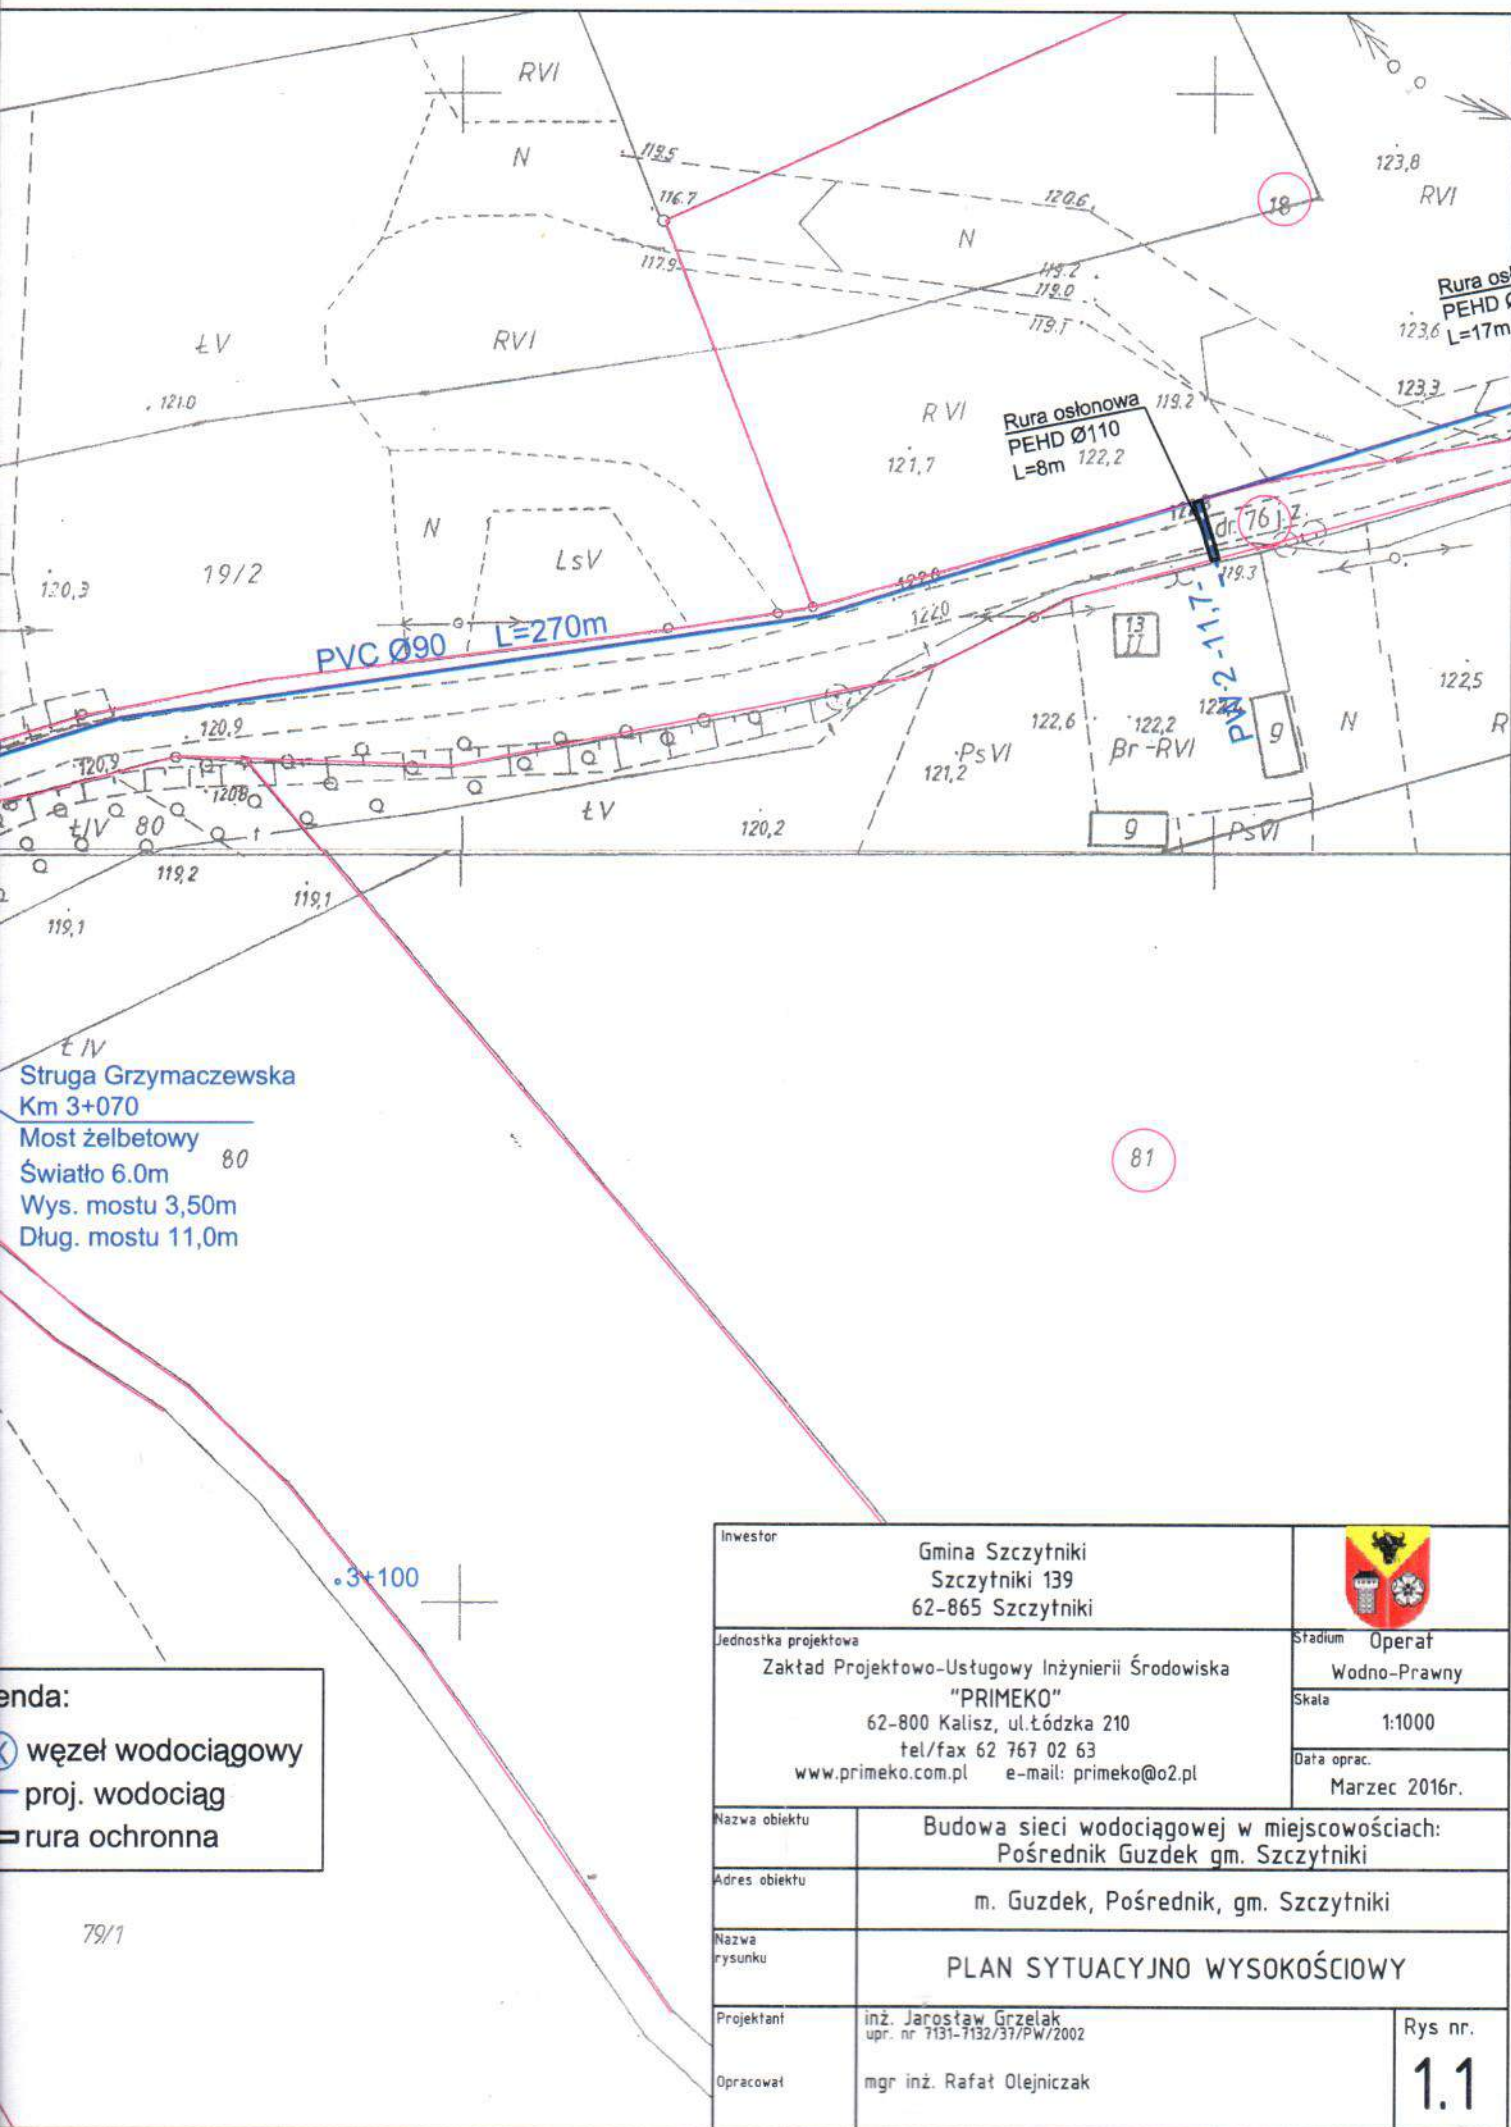 RVI
N
119.5
116.7
120.6
18
123,8
RVI
N
117.9
119.2
119.0
119.1
Rura os
PEHD Ø
L=17m
123,6
ŁV
RVI
121.0
R VI
Rura osłonowa
PEHD Ø110
L=8m
122,2
119.2
123,3
121,7
N
LsV
19/2
120,3
dr. 76 j.z.
119.3
122.0
PVC Ø90 L=270m
13
II
PW-2-11,7-
122,5
120.9
122,6
122,2
Br-RVI
9
N
R
120,9
PsVI
121,2
1208
ŁIV
80
ŁV
120,2
9
PsVI
119,2
119,1
119,1
Ł IV
Struga Grzymaczewska
Km 3+070
Most żelbetowy
80
Światło 6.0m
Wys. mostu 3,50m
Dług. mostu 11,0m
81
3+100
enda:
węzeł wodociągowy
proj. wodociąg
rura ochronna
79/1
Inwestor
Gmina Szczytniki
Szczytniki 139
62-865 Szczytniki
Jednostka projektowa
Zakład Projektowo-Usługowy Inżynierii Środowiska
"PRIMEKO"
62-800 Kalisz, ul.Łódzka 210
tel/fax 62 767 02 63
www.primeko.com.pl e-mail: primeko@o2.pl
Stadium Operat
Wodno-Prawny
Skala
1:1000
Data oprac.
Marzec 2016r.
Nazwa obiektu
Budowa sieci wodociągowej w miejscowościach:
Pośrednik Guzdek gm. Szczytniki
Adres obiektu
m. Guzdek, Pośrednik, gm. Szczytniki
Nazwa
rysunku
PLAN SYTUACYJNO WYSOKOŚCIOWY
Projektant
inż. Jarosław Grzelak
upr. nr 7131-7132/37/PW/2002
Opracował
mgr inż. Rafał Olejniczak
Rys nr.
1.1